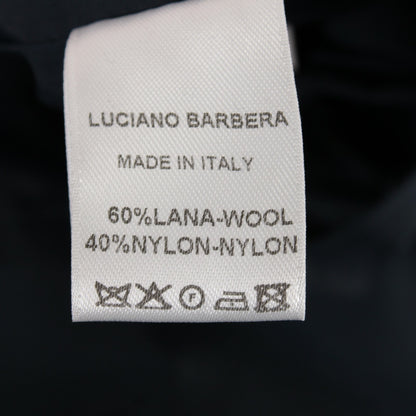 LUCIANO BARBERA
MADE IN ITALY
60%LANA-WOOL
40%NYLON-NYLON
F